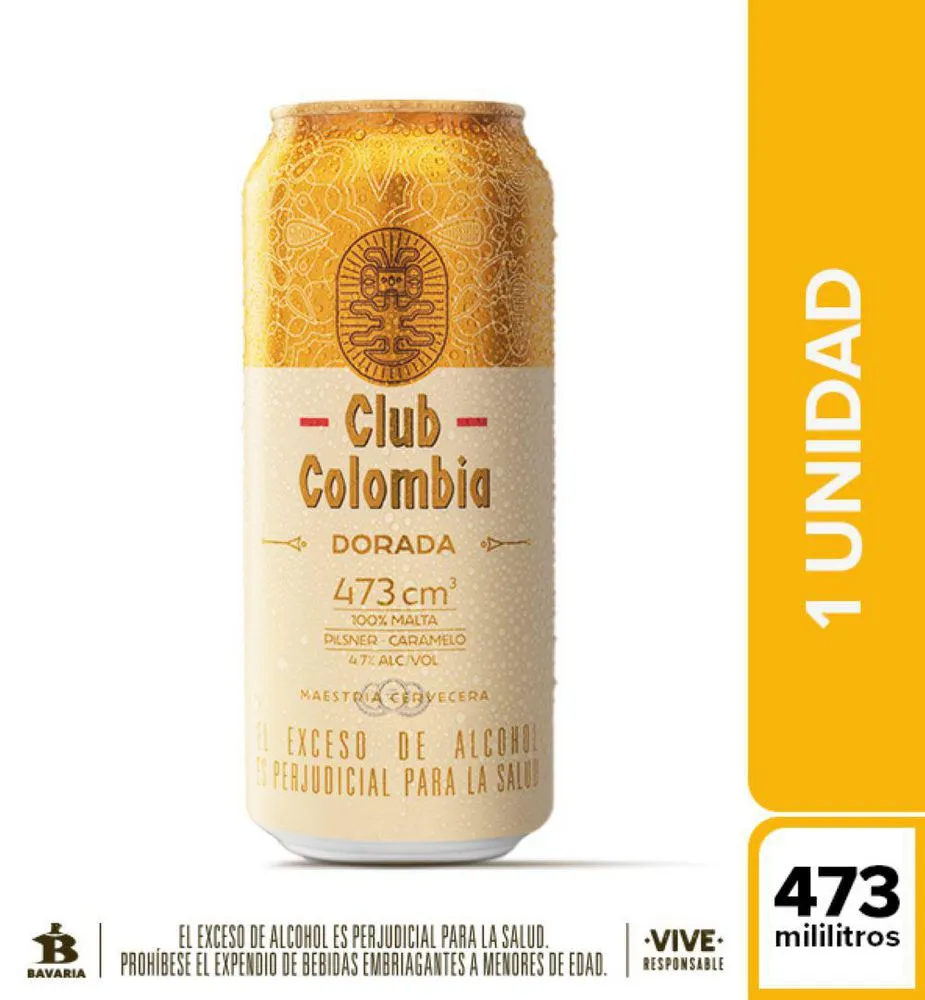 Club
Colombia
DORADA
473 cm³
100% MALTA
PILSNER - CARAMELO
4.7% ALC/VOL
MAESTRIA CERVECERA
EL EXCESO DE ALCOHOL
ES PERJUDICIAL PARA LA SALUD
1 UNIDAD
473
mililitros
B
BAVARIA
EL EXCESO DE ALCOHOL ES PERJUDICIAL PARA LA SALUD.
PROHÍBESE EL EXPENDIO DE BEBIDAS EMBRIAGANTES A MENORES DE EDAD.
·VIVE·
RESPONSABLE